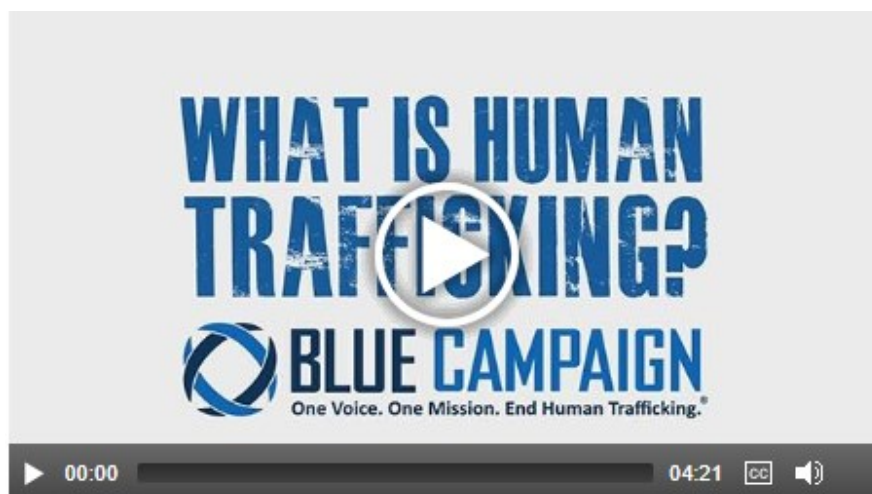 WHAT IS HUMAN
TRAFFICKING?
BLUE CAMPAIGN
One Voice. One Mission. End Human Trafficking.®
00:00 04:21 CC